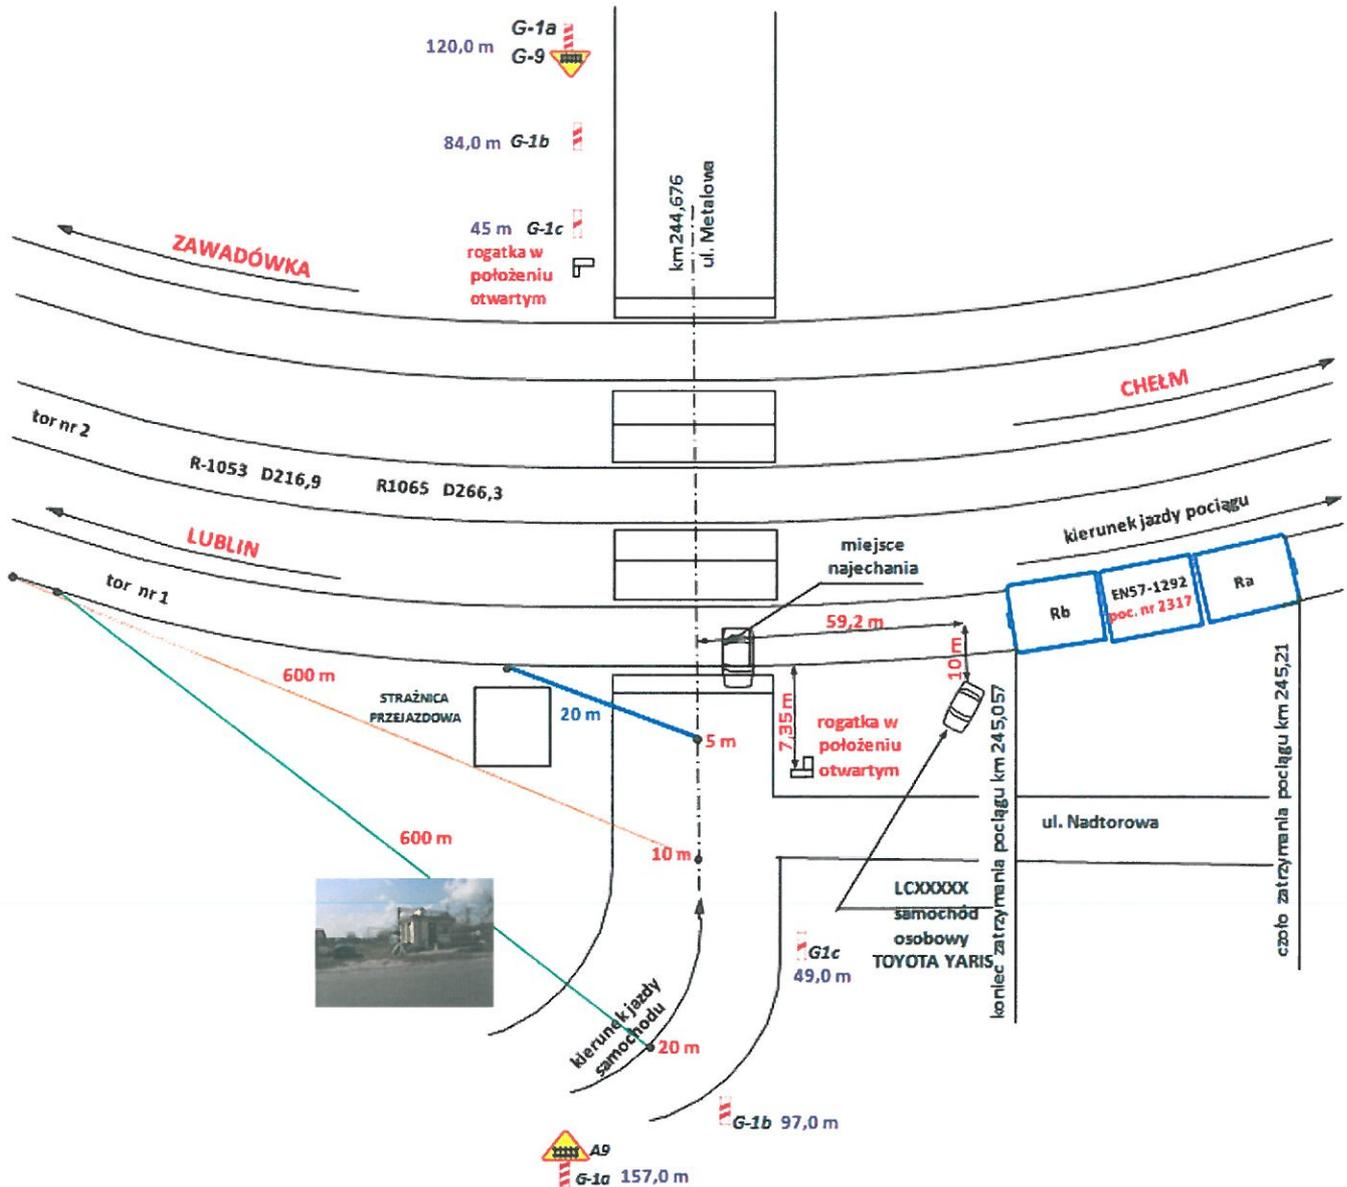 G-1a
120,0 m
G-9
84,0 m G-1b
45 m G-1c
rogatka w
położeniu
otwartym
km244,676
ul. Metalowa
ZAWADÓWKA
CHEŁM
tor nr 2
R-1053 D216,9 R1065 D266,3
LUBLIN
tor nr 1
kierunek jazdy pociągu
miejsce
najechania
59,2 m
10 m
Rb
EN57-1292
poc. nr 2317
Ra
600 m
STRAŻNICA
PRZEJAZDOWA
20 m
5 m
7,35m
rogatka w
położeniu
otwartym
koniec zatrzymania pociągu km 245,057
czoło zatrzymania pociągu km 245,21
ul. Nadtorowa
600 m
10 m
LCXXXXX
samochód
osobowy
TOYOTA YARIS
G1c
49,0 m
kierunek jazdy
samochodu
20 m
G-1b 97,0 m
A9
G-1a 157,0 m